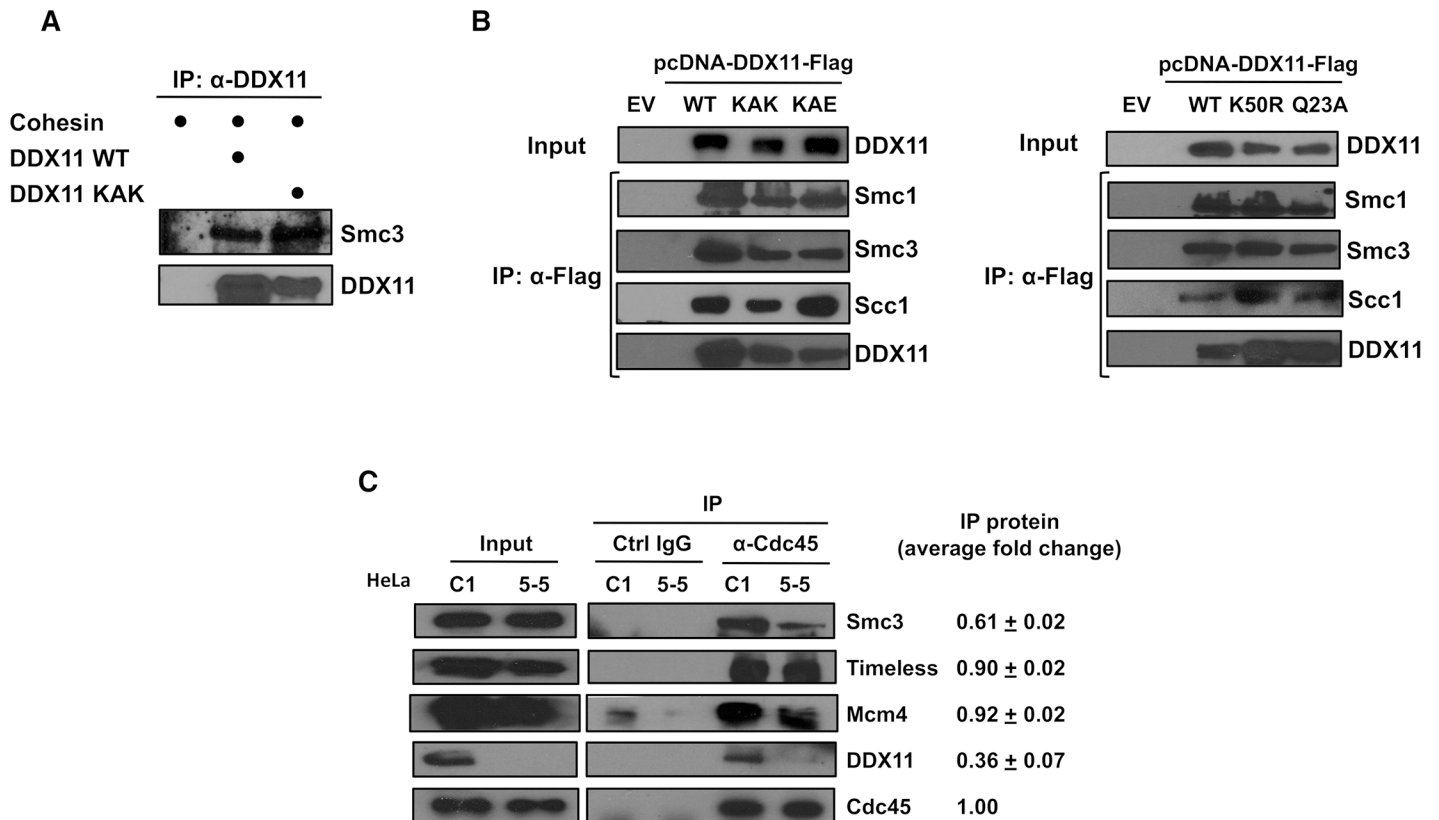 A
IP: α-DDX11
Cohesin
DDX11 WT
DDX11 KAK
Smc3
DDX11
B
pcDNA-DDX11-Flag
EV WT KAK KAE
Input
DDX11
Smc1
Smc3
IP: α-Flag
Scc1
DDX11
pcDNA-DDX11-Flag
EV WT K50R Q23A
Input
DDX11
Smc1
Smc3
IP: α-Flag
Scc1
DDX11
C
IP
IP protein
(average fold change)
Input Ctrl IgG α-Cdc45
HeLa C1 5-5 C1 5-5 C1 5-5
Smc3 0.61 ± 0.02
Timeless 0.90 ± 0.02
Mcm4 0.92 ± 0.02
DDX11 0.36 ± 0.07
Cdc45 1.00